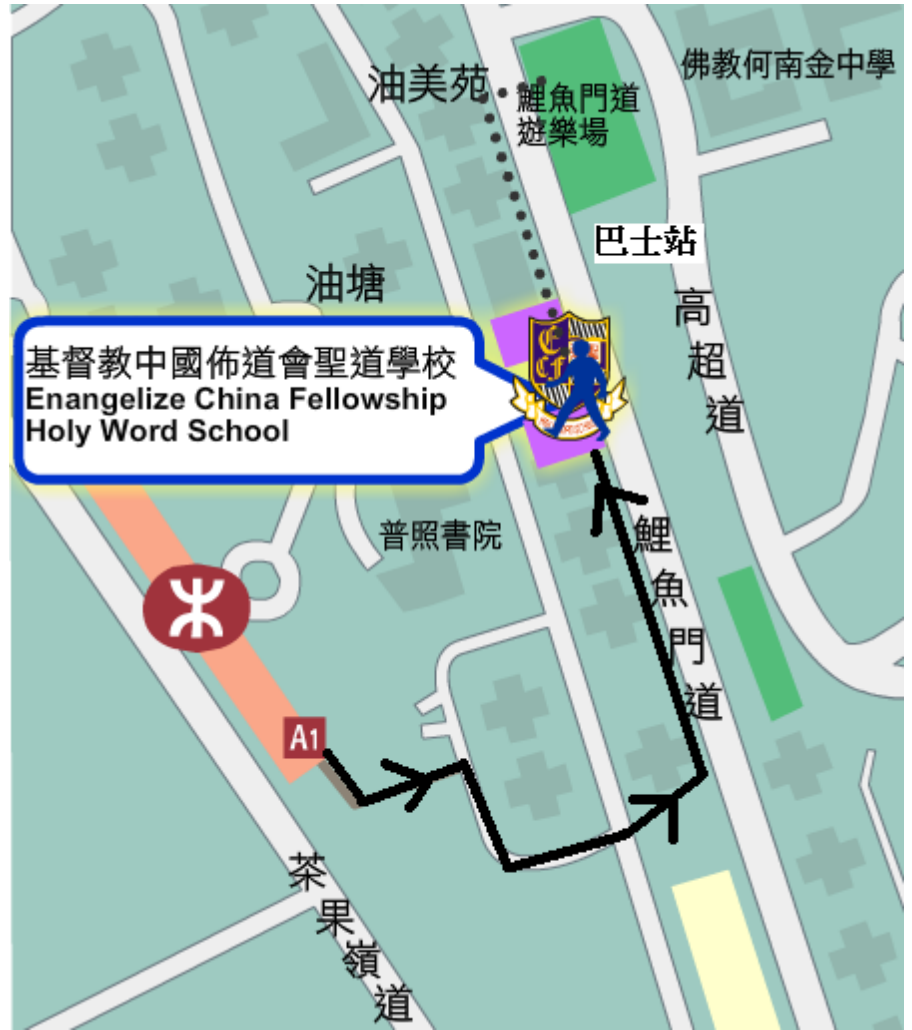 佛教何南金中學
油美苑
鯉魚門道
遊樂場
巴士站
油塘
高超道
基督教中國佈道會聖道學校
Enangelize China Fellowship
Holy Word School
E
C F
普照書院
鯉魚門道
A1
茶果嶺道